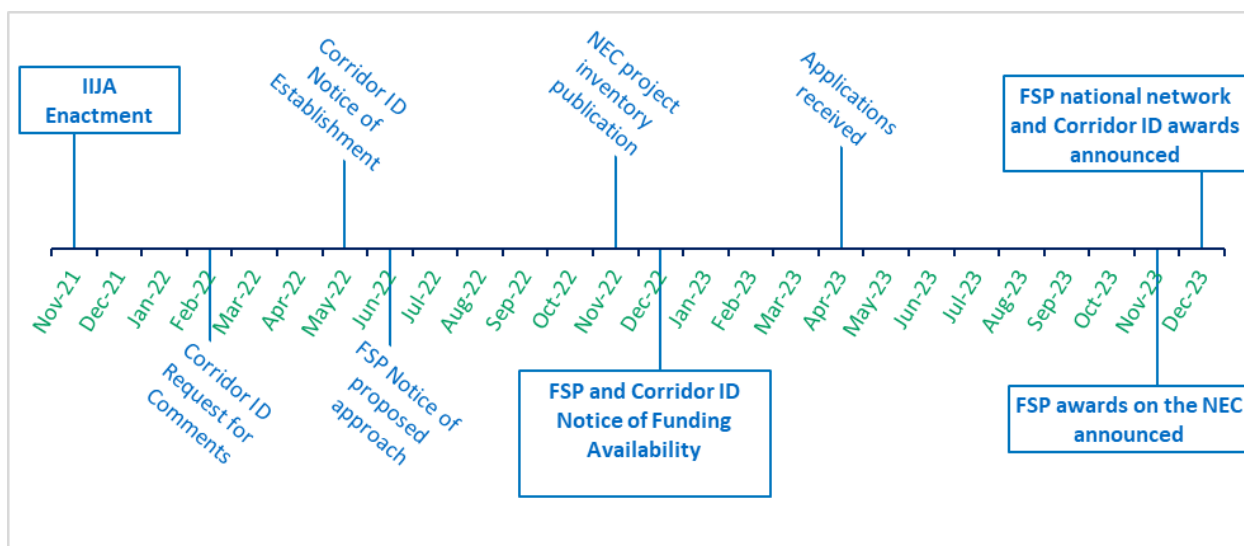 IIJA
Enactment
Corridor ID
Notice of
Establishment
NEC project
inventory
publication
Applications
received
FSP national network
and Corridor ID awards
announced
Nov-21
Dec-21
Jan-22
Feb-22
Mar-22
Apr-22
May-22
Jun-22
Jul-22
Aug-22
Sep-22
Oct-22
Nov-22
Dec-22
Jan-23
Feb-23
Mar-23
Apr-23
May-23
Jun-23
Jul-23
Aug-23
Sep-23
Oct-23
Nov-23
Dec-23
Corridor ID
Request for
Comments
FSP Notice of
proposed
approach
FSP and Corridor ID
Notice of Funding
Availability
FSP awards on the NEC
announced